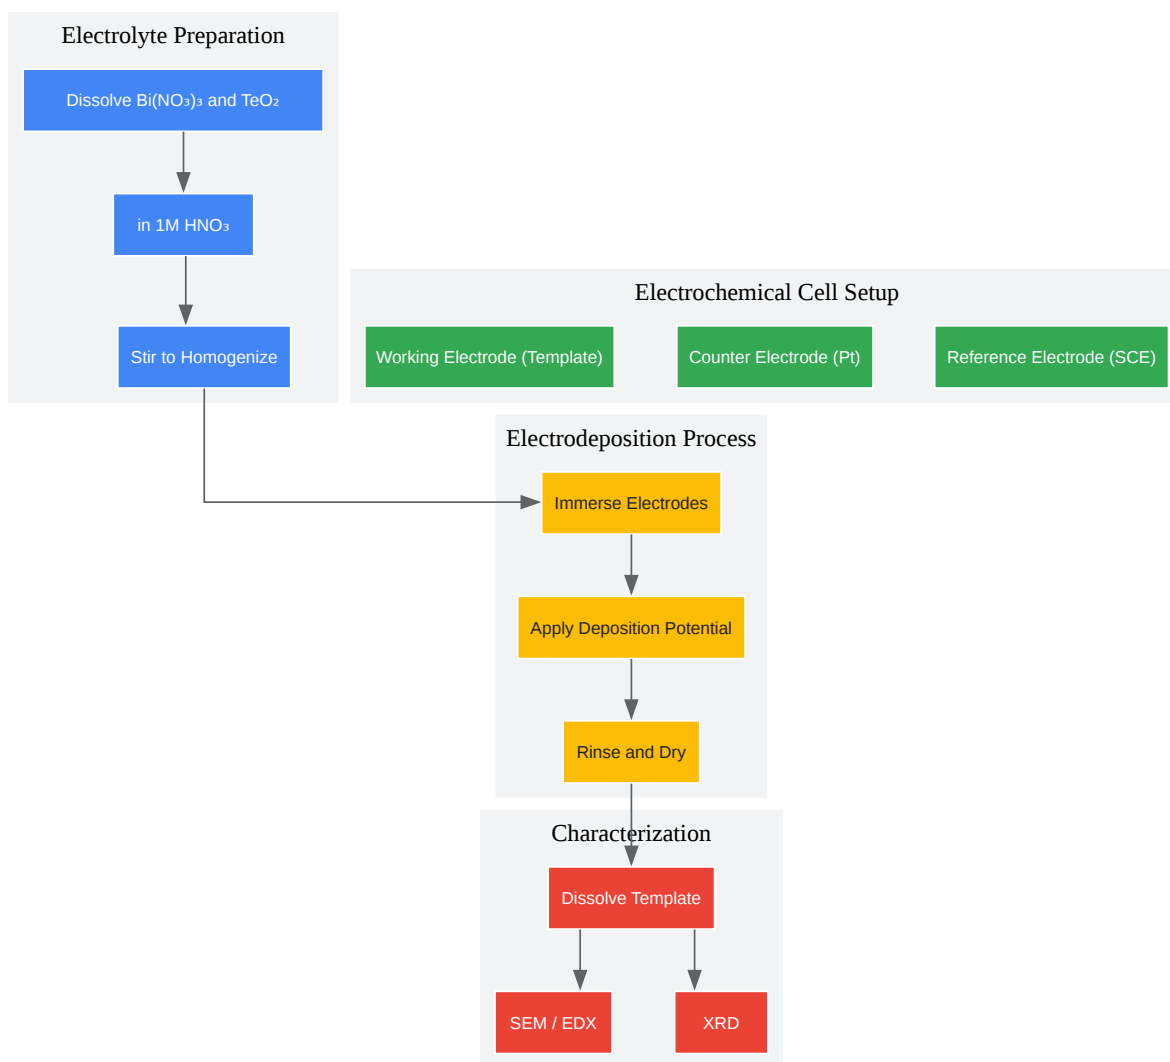 Electrolyte Preparation
Dissolve Bi(NO₃)₃ and TeO₂
in 1M HNO₃
Stir to Homogenize
Electrochemical Cell Setup
Working Electrode (Template)
Counter Electrode (Pt)
Reference Electrode (SCE)
Electrodeposition Process
Immerse Electrodes
Apply Deposition Potential
Rinse and Dry
Characterization
Dissolve Template
SEM / EDX
XRD